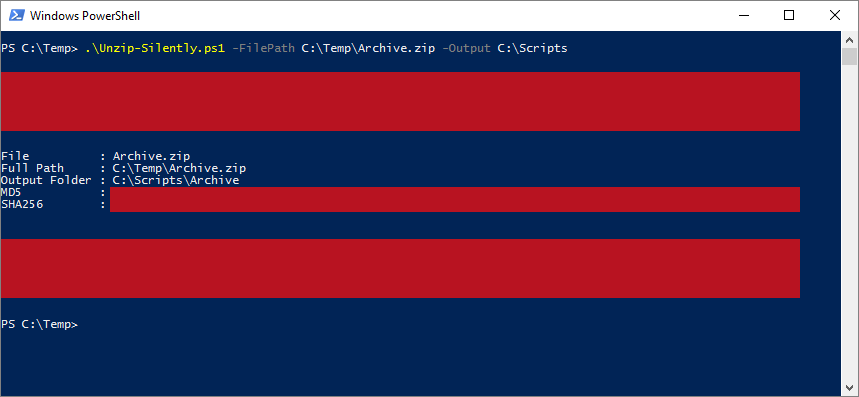 Windows PowerShell
PS C:\Temp> .\Unzip-Silently.ps1 -FilePath C:\Temp\Archive.zip -Output C:\Scripts
File          : Archive.zip
Full Path     : C:\Temp\Archive.zip
Output Folder : C:\Scripts\Archive
MD5           :
SHA256        :
PS C:\Temp>